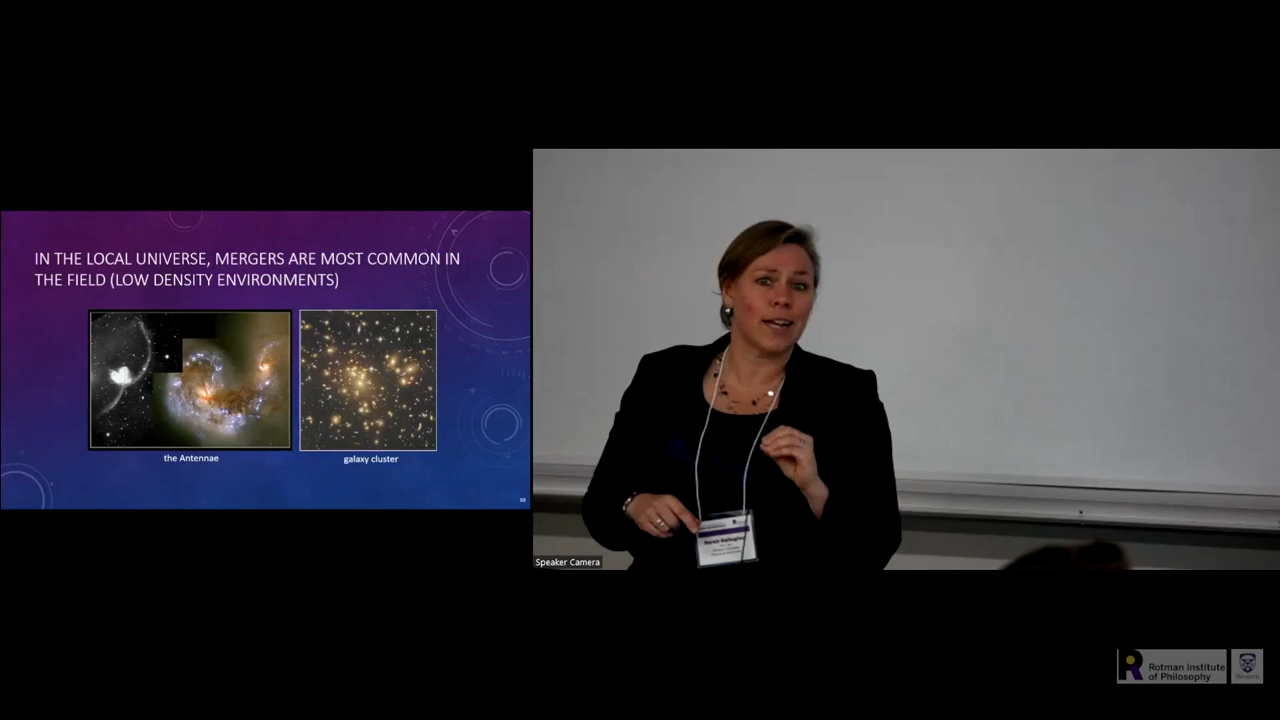 IN THE LOCAL UNIVERSE, MERGERS ARE MOST COMMON IN
THE FIELD (LOW DENSITY ENVIRONMENTS)
the Antennae
galaxy cluster
10
Speaker Camera
Rotman Institute
of Philosophy